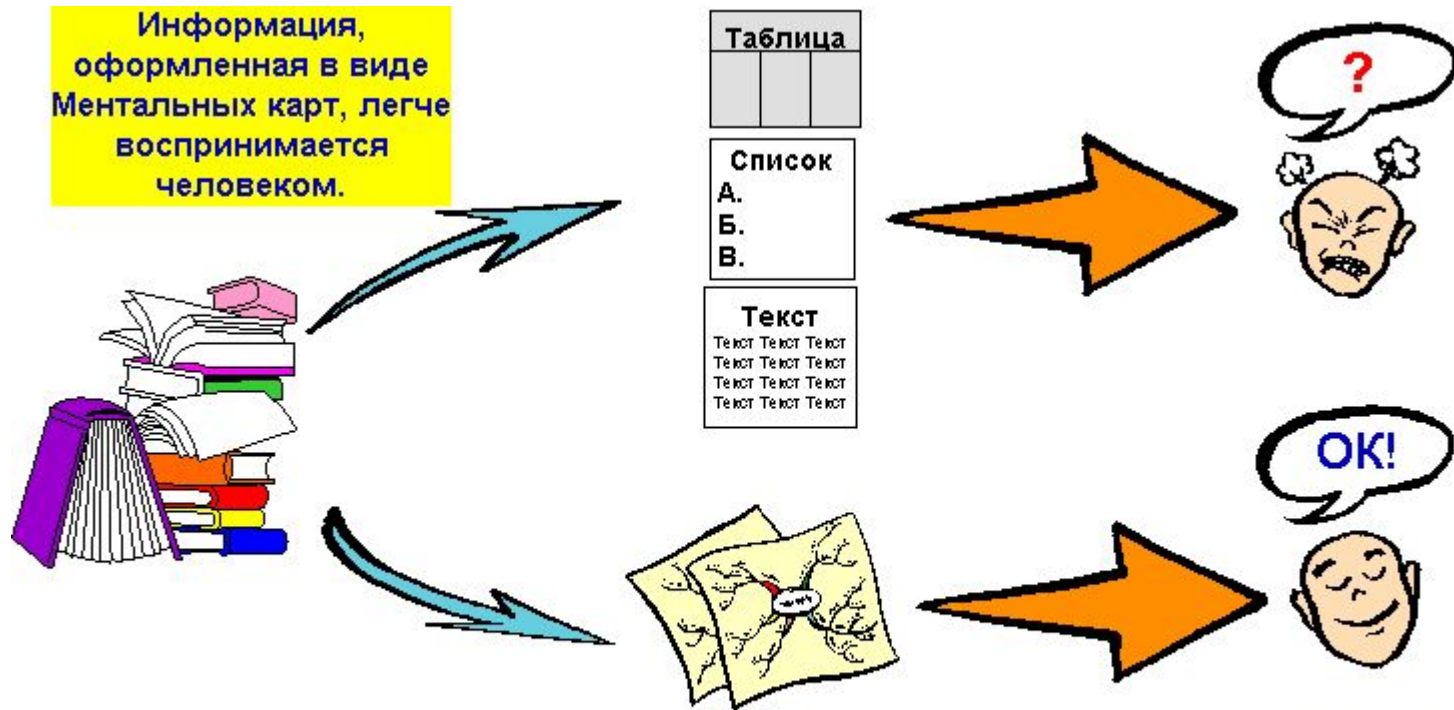 Информация,
оформленная в виде
Ментальных карт, легче
воспринимается
человеком.
Таблица
Список
А.
Б.
В.
Текст
Текст Текст Текст
Текст Текст Текст
Текст Текст Текст
Текст Текст Текст
?
ОК!